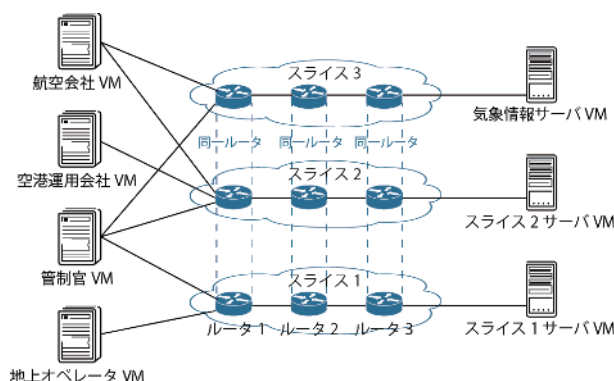 スライス 3
航空会社 VM
気象情報サーバ VM
同一ルータ 同一ルータ 同一ルータ
空港運用会社 VM
スライス 2
スライス 2 サーバ VM
管制官 VM
スライス 1
ルータ 1 ルータ 2 ルータ 3
スライス 1 サーバ VM
地上オペレータ VM